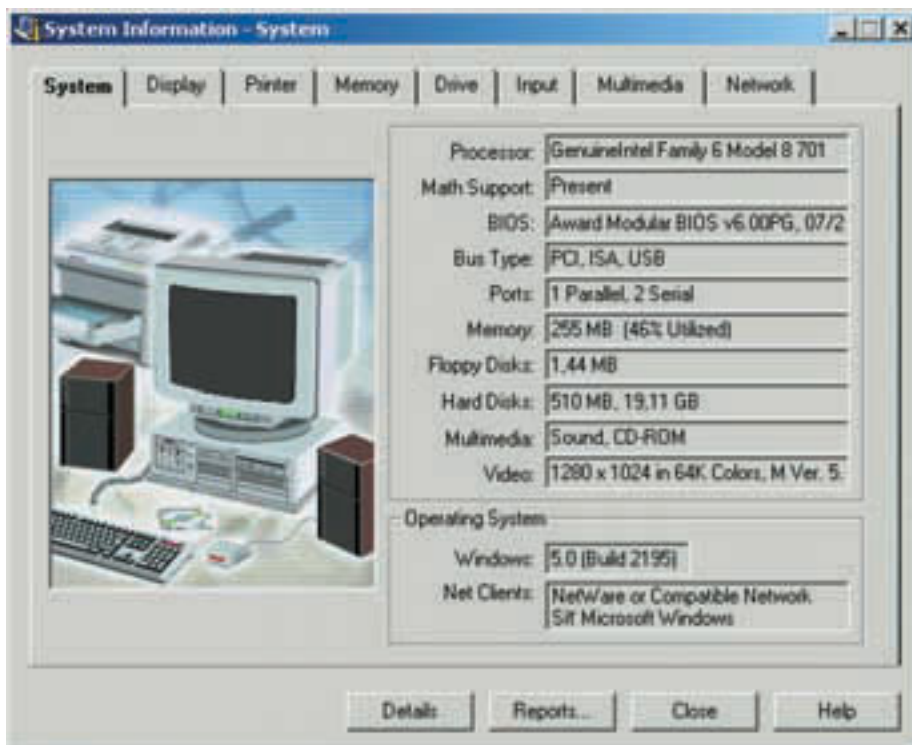 System Information - System
System Display Printer Memory Drive Input Multimedia Network
Processor: GenuineIntel Family 6 Model 8 701
Math Support: Present
BIOS: Award Modular BIOS v6.00PG, 07/2
Bus Type: PCI, ISA, USB
Ports: 1 Parallel, 2 Serial
Memory: 255 MB (46% Utilized)
Floppy Disks: 1,44 MB
Hard Disks: 510 MB, 19,11 GB
Multimedia: Sound, CD-ROM
Video: 1280 x 1024 in 64K Colors, M Ver. 5.
Operating System
Windows: 5.0 (Build 2195)
Net Clients: NetWare or Compatible Network
Síť Microsoft Windows
Details Reports... Close Help